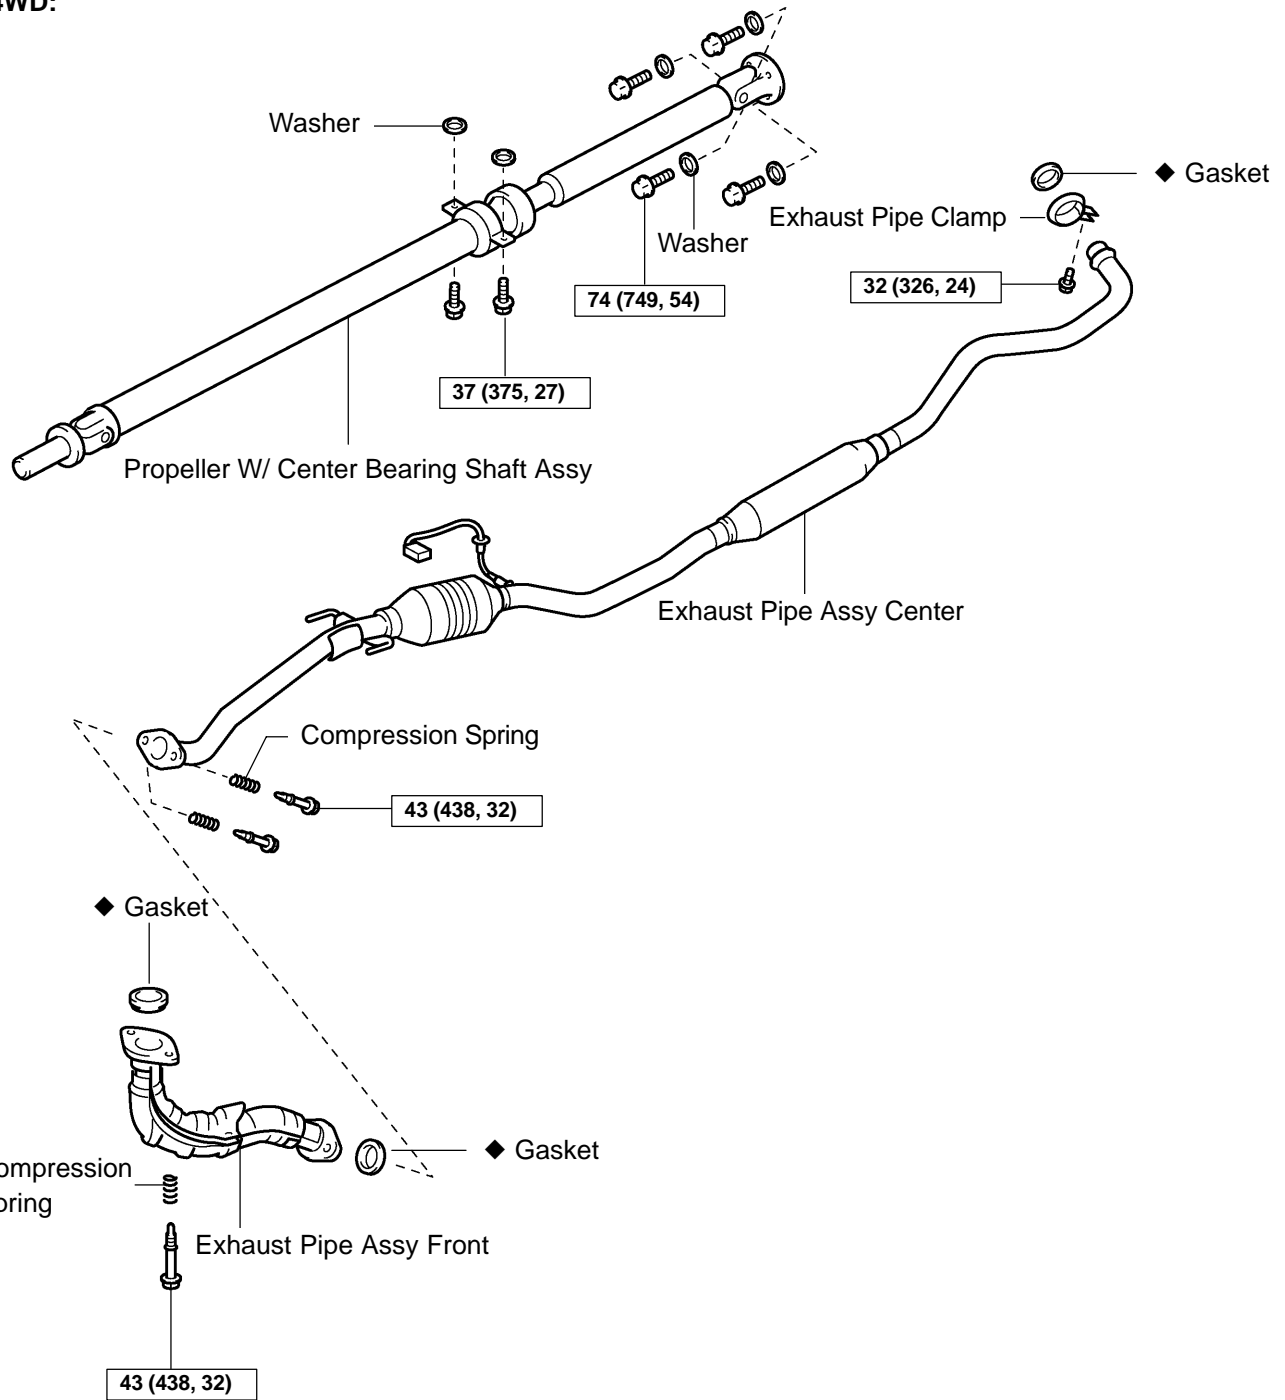 4WD:
Washer
◆ Gasket
Exhaust Pipe Clamp
Washer
74 (749, 54)
32 (326, 24)
37 (375, 27)
Propeller W/ Center Bearing Shaft Assy
Exhaust Pipe Assy Center
Compression Spring
43 (438, 32)
◆ Gasket
◆ Gasket
ompression
pring
Exhaust Pipe Assy Front
43 (438, 32)